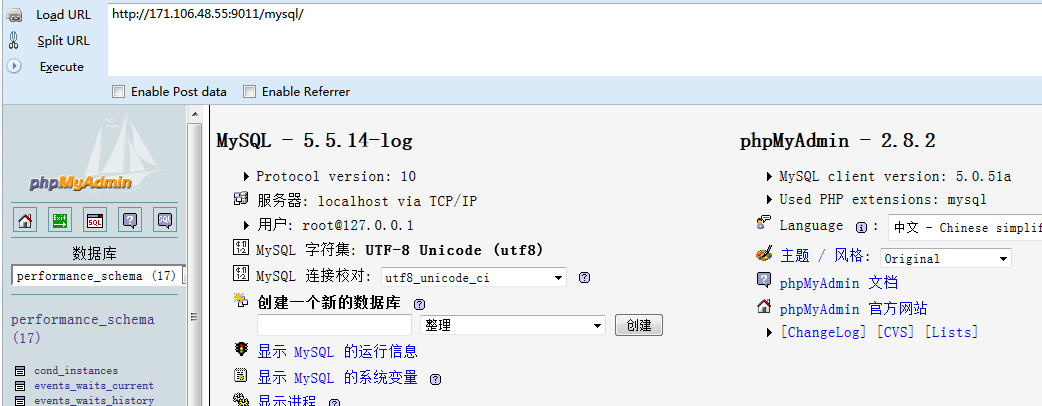 Load URL
http://171.106.48.55:9011/mysql/
Split URL
Execute
Enable Post data
Enable Referrer
phpMyAdmin
数据库
performance_schema (17)
performance_schema
(17)
cond_instances
events_waits_current
events_waits_history
MySQL - 5.5.14-log
Protocol version: 10
服务器: localhost via TCP/IP
用户: root@127.0.0.1
MySQL 字符集: UTF-8 Unicode (utf8)
MySQL 连接校对: utf8_unicode_ci
创建一个新的数据库
整理 创建
显示 MySQL 的运行信息
显示 MySQL 的系统变量
显示进程
phpMyAdmin - 2.8.2
MySQL client version: 5.0.51a
Used PHP extensions: mysql
Language : 中文 - Chinese simplif
主题 / 风格: Original
phpMyAdmin 文档
phpMyAdmin 官方网站
[ChangeLog] [CVS] [Lists]